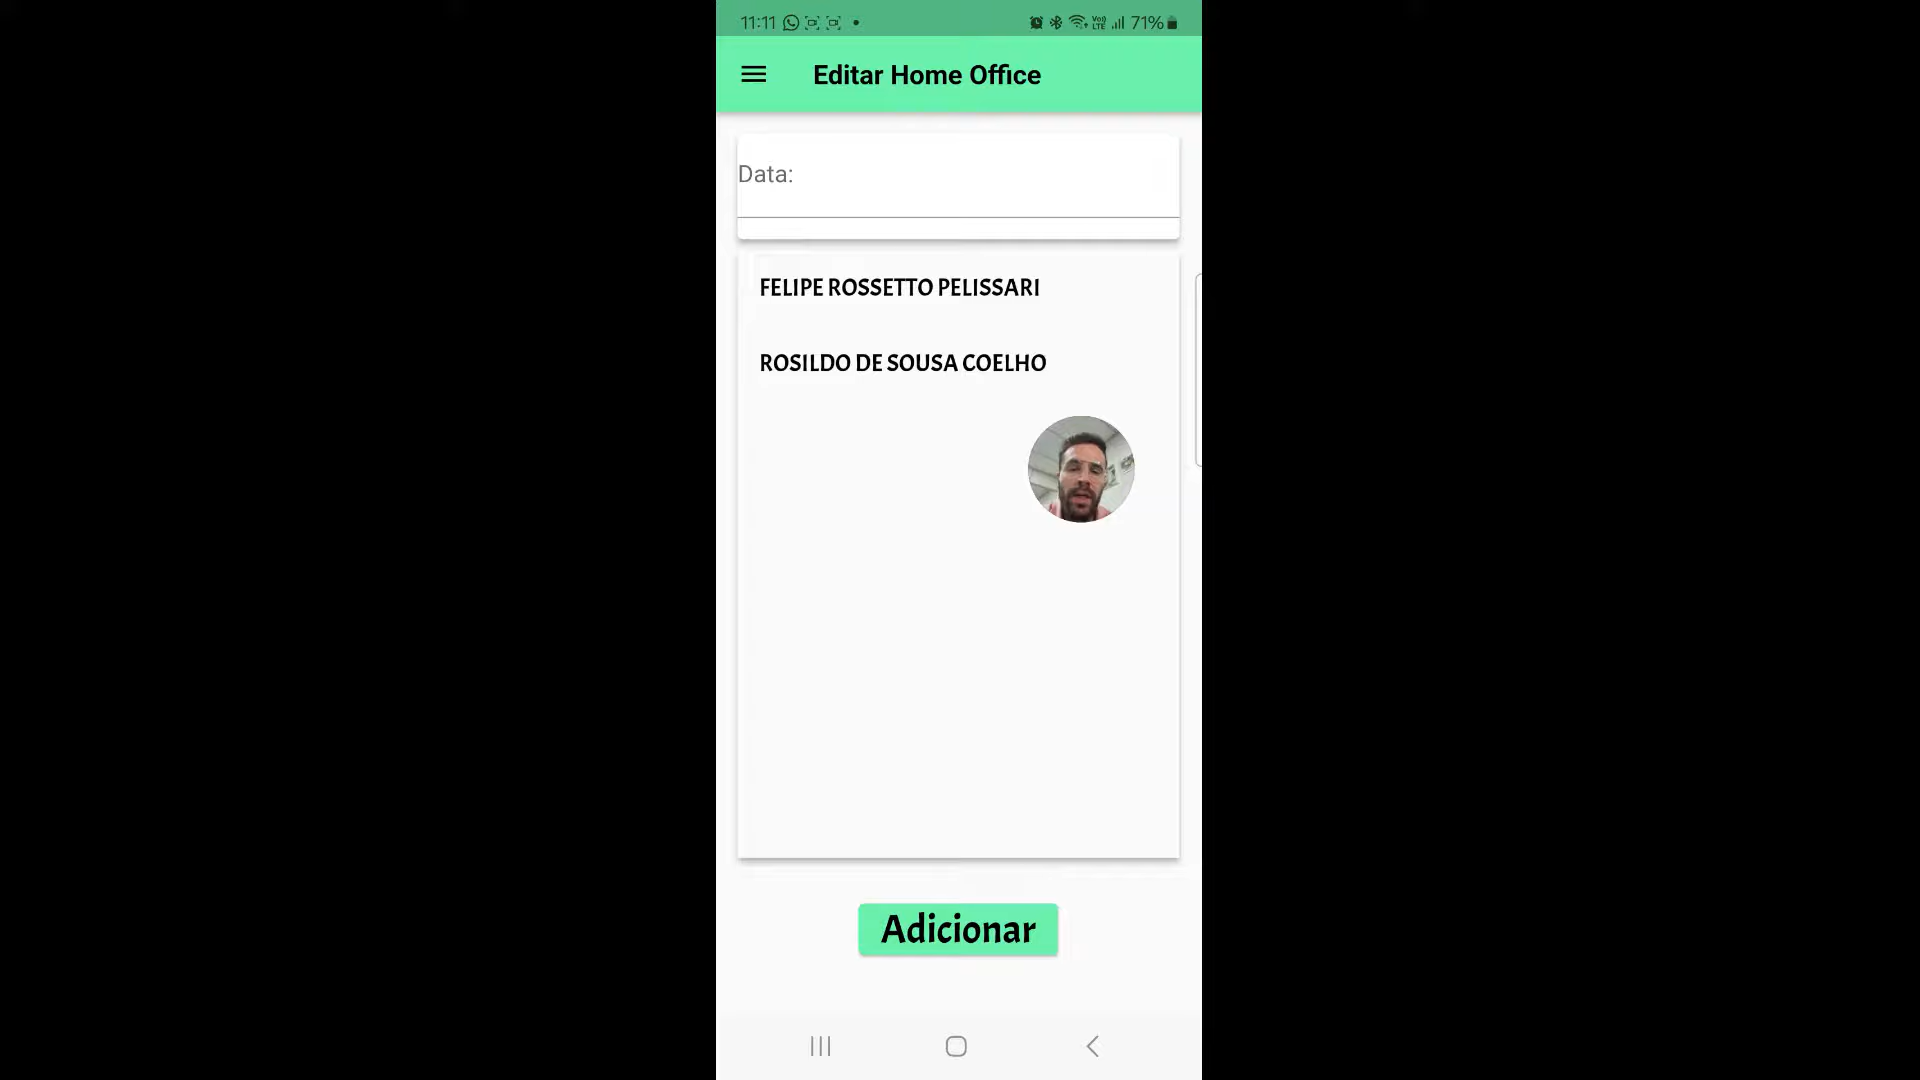 11:11 71%
Editar Home Office
Data:
FELIPE ROSSETTO PELISSARI
ROSILDO DE SOUSA COELHO
Adicionar